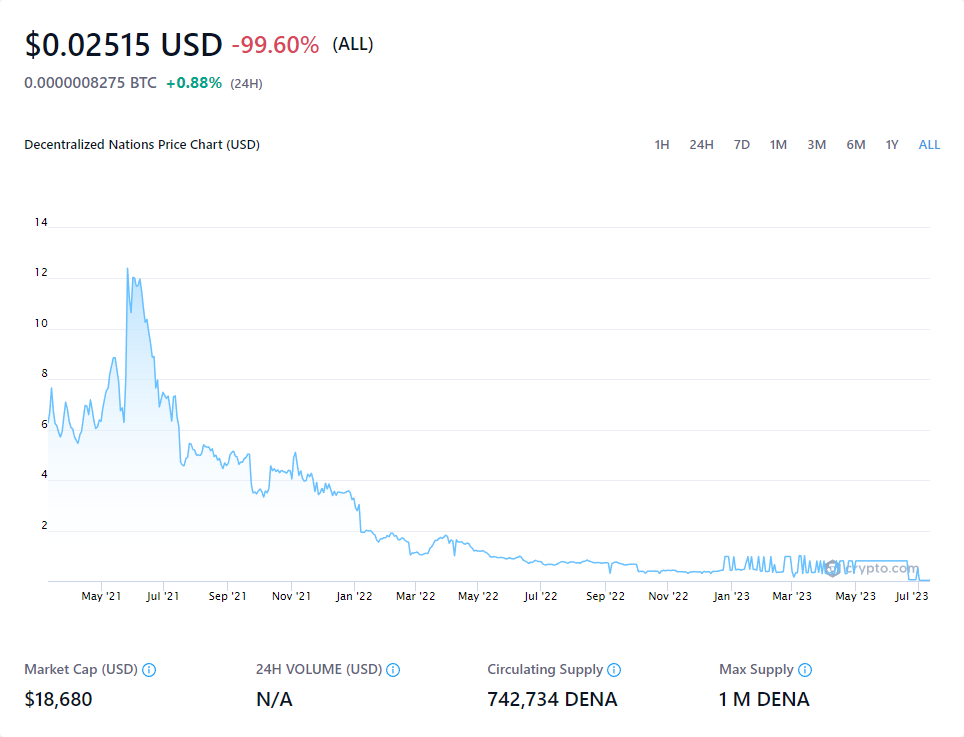 $0.02515 USD -99.60% (ALL)
0.0000008275 BTC +0.88% (24H)
Decentralized Nations Price Chart (USD) 1H 24H 7D 1M 3M 6M 1Y ALL
14
12
10
8
6
4
2
crypto.com
May '21 Jul '21 Sep '21 Nov '21 Jan '22 Mar '22 May '22 Jul '22 Sep '22 Nov '22 Jan '23 Mar '23 May '23 Jul '23
Market Cap (USD) 24H VOLUME (USD) Circulating Supply Max Supply
$18,680 N/A 742,734 DENA 1 M DENA